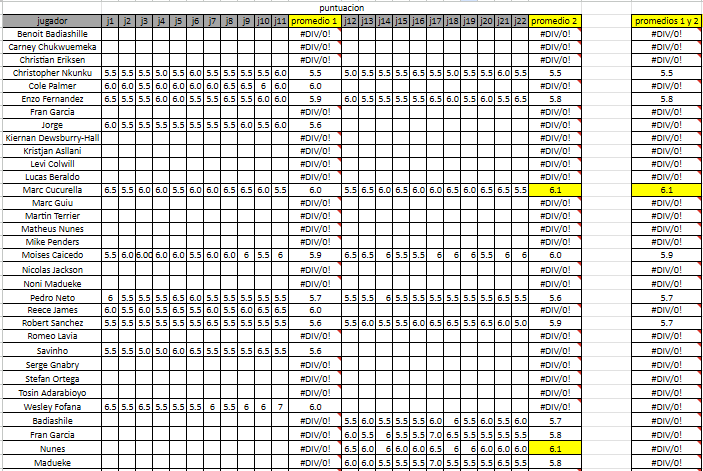 puntuacion
jugador j1 j2 j3 j4 j5 j6 j7 j8 j9 j10 j11 promedio 1 j12 j13 j14 j15 j16 j17 j18 j19 j20 j21 j22 promedio 2 promedios 1 y 2
Benoit Badiashille #DIV/0! #DIV/0! #DIV/0!
Carney Chukwuemeka #DIV/0! #DIV/0! #DIV/0!
Christian Eriksen #DIV/0! #DIV/0! #DIV/0!
Christopher Nkunku 5.5 5.5 5.5 5.0 5.5 6.0 5.5 5.5 5.5 5.5 6.0 5.5 5.0 5.5 5.5 5.5 6.5 5.5 5.5 5.0 5.5 5.5 5.5 5.5 5.5
Cole Palmer 6.0 6.0 5.5 6.0 6.0 5.5 6.0 6.0 6.5 6 6.0 6.0 #DIV/0! #DIV/0!
Enzo Fernandez 6.5 5.5 5.5 6.0 6.0 5.5 5.5 6.5 5.5 6.0 6.0 5.9 6.0 5.5 5.5 5.5 5.5 6.5 6.0 5.5 6.0 5.5 6.5 5.8 5.8
Fran Garcia #DIV/0! #DIV/0! #DIV/0!
Jorge 6.0 5.5 5.5 5.5 5.5 5.5 5.5 5.5 6.0 5.5 6.0 5.6 #DIV/0! #DIV/0!
Kiernan Dewsburry-Hall #DIV/0! #DIV/0! #DIV/0!
Kristjan Asllani #DIV/0! #DIV/0! #DIV/0!
Levi Colwill #DIV/0! #DIV/0! #DIV/0!
Lucas Beraldo #DIV/0! #DIV/0! #DIV/0!
Marc Cucurella 6.5 5.5 6.0 6.0 5.5 6.0 6.0 6.5 6.5 6.0 5.5 6.0 5.5 6.5 6.0 6.5 6.0 6.0 6.5 6.0 6.5 6.5 5.5 6.1 6.1
Marc Guiu #DIV/0! #DIV/0! #DIV/0!
Martin Terrier #DIV/0! #DIV/0! #DIV/0!
Matheus Nunes #DIV/0! #DIV/0! #DIV/0!
Mike Penders #DIV/0! #DIV/0! #DIV/0!
Moises Caicedo 5.5 6.0 6.00 6.0 6.0 5.5 6.0 6.0 6 5.5 6 5.9 6.5 6.5 6 5.5 5.5 6 6 6 5.5 6 6 6.0 5.9
Nicolas Jackson #DIV/0! #DIV/0! #DIV/0!
Noni Madueke #DIV/0! #DIV/0! #DIV/0!
Pedro Neto 6 5.5 5.5 5.5 6.5 6.0 5.5 5.5 5.5 5.5 5.5 5.7 5.5 5.5 6 5.5 5.5 5.5 5.5 5.5 5.5 6.5 5.5 5.6 5.7
Reece James 6.0 5.5 6.0 5.5 6.5 5.5 6.0 5.5 6.0 6.5 6.5 6.0 #DIV/0! #DIV/0!
Robert Sanchez 5.5 5.5 5.5 5.5 5.5 6.5 5.5 5.5 5.5 5.5 5.5 5.6 5.5 6.0 5.5 5.5 6.0 6.5 6.5 5.5 6.0 6.0 5.0 5.9 5.7
Romeo Lavia #DIV/0! #DIV/0! #DIV/0!
Savinho 5.5 5.5 5.0 5.0 6.0 6.5 5.5 5.5 5.5 6.5 5.5 5.6 #DIV/0! #DIV/0!
Serge Gnabry #DIV/0! #DIV/0! #DIV/0!
Stefan Ortega #DIV/0! #DIV/0! #DIV/0!
Tosin Adarabioyo #DIV/0! #DIV/0! #DIV/0!
Wesley Fofana 6.5 5.5 6.5 5.5 5.5 5.5 6 5.5 6 6 7 6.0 #DIV/0! #DIV/0!
Badiashile #DIV/0! 5.5 6.0 5.5 5.5 5.5 6.0 6 5.5 6.0 5.5 6.0 5.7 #DIV/0!
Fran Garcia #DIV/0! 6.0 5.5 6 5.5 5.5 7.0 6.5 5.5 5.5 5.5 5.5 5.8 #DIV/0!
Nunes #DIV/0! 6.5 6.0 6 6.0 6.0 6.5 6 6 6.0 6.0 6.0 6.1 #DIV/0!
Madueke #DIV/0! 6.0 6.0 5.5 5.5 5.5 7.0 5.5 5.5 5.5 6.0 6.0 5.8 #DIV/0!